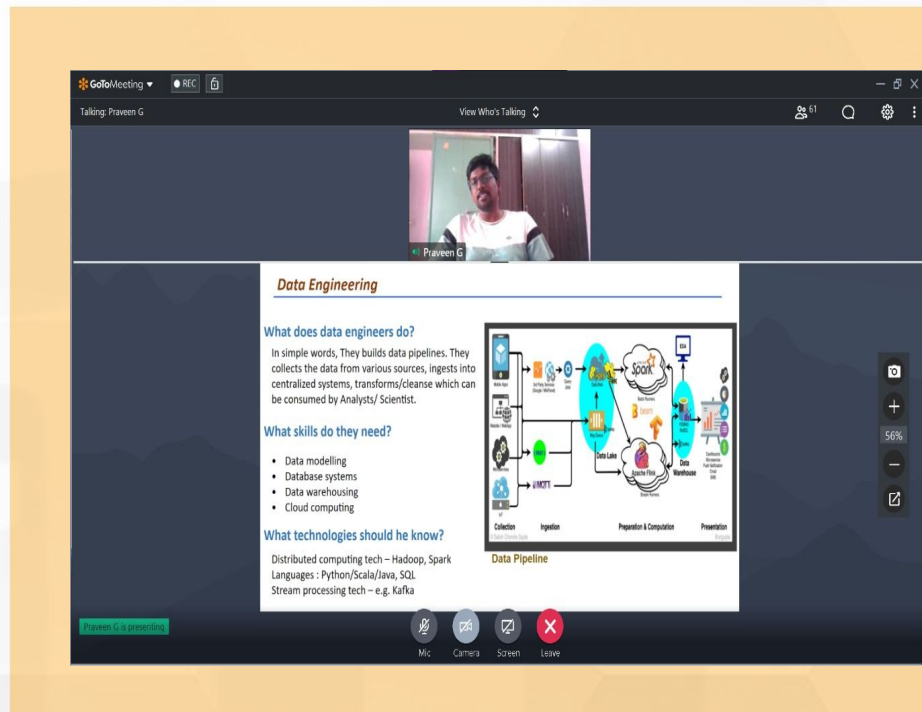 GoToMeeting
REC
Talking: Praveen G
View Who's Talking
61
Praveen G
Data Engineering
What does data engineers do?
In simple words, They builds data pipelines. They
collects the data from various sources, ingests into
centralized systems, transforms/cleanse which can
be consumed by Analysts/ Scientist.
What skills do they need?
• Data modelling
• Database systems
• Data warehousing
• Cloud computing
What technologies should he know?
Distributed computing tech – Hadoop, Spark
Languages : Python/Scala/Java, SQL
Stream processing tech – e.g. Kafka
Mobile Apps
IoT
MQTT
Spark
beam
Apache Flink
Data Lake
Data
Warehouse
Collection
Ingestion
Preparation & Computation
Presentation
Data Pipeline
56%
Praveen G is presenting
Mic
Camera
Screen
Leave